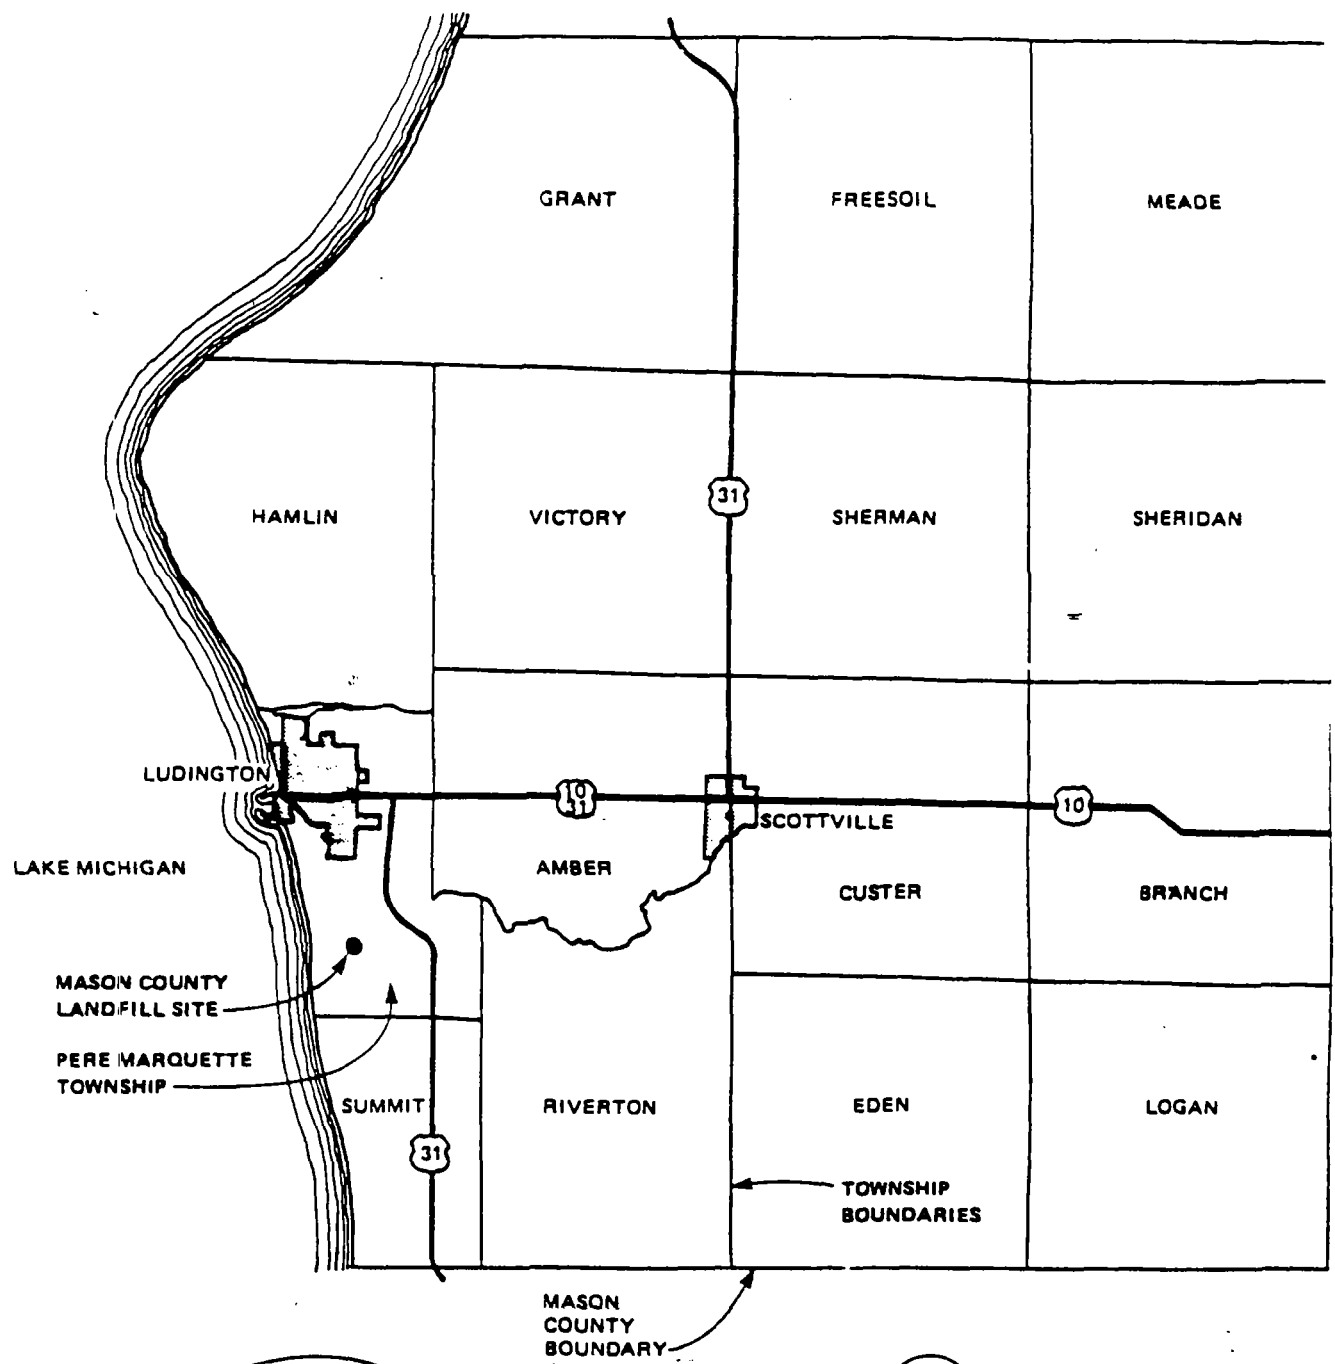 GRANT
FREESOIL
MEADE
31
HAMLIN
VICTORY
SHERMAN
SHERIDAN
LUDINGTON
10
31
10
SCOTTVILLE
LAKE MICHIGAN
AMBER
CUSTER
BRANCH
MASON COUNTY
LANDFILL SITE
PERE MARQUETTE
TOWNSHIP
SUMMIT
RIVERTON
EDEN
LOGAN
31
TOWNSHIP
BOUNDARIES
MASON
COUNTY
BOUNDARY